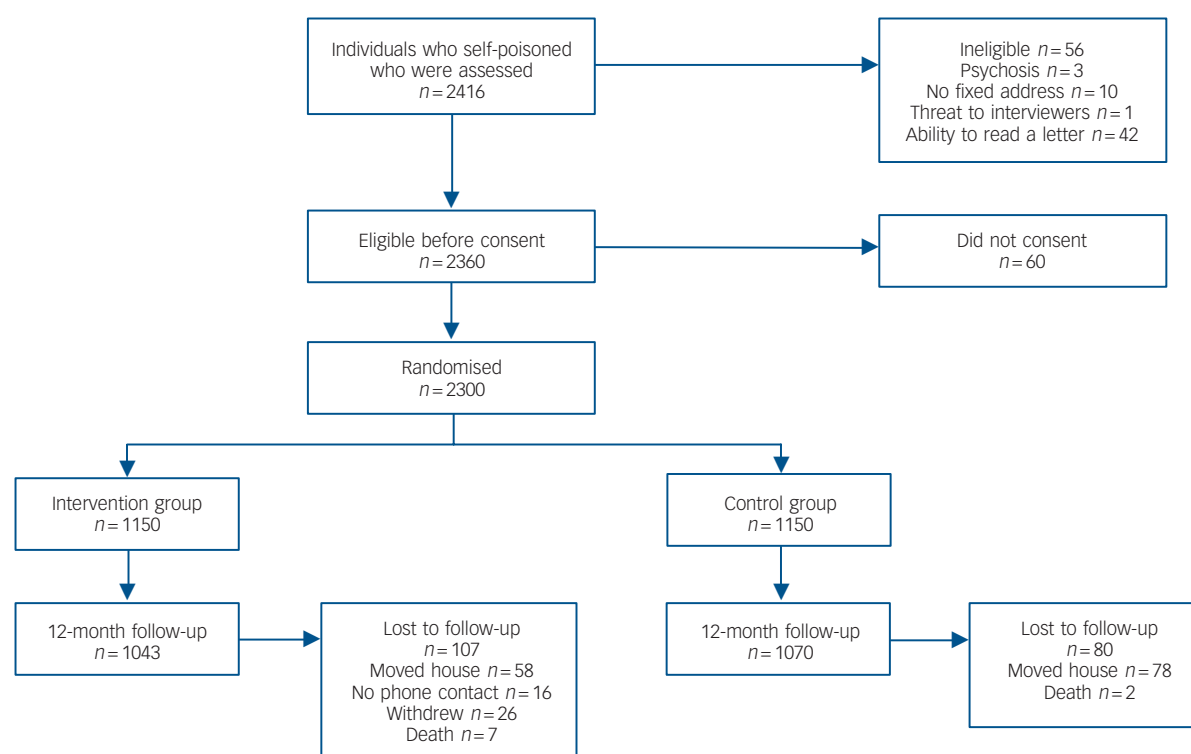 Individuals who self-poisoned
who were assessed
n=2416
Ineligible n=56
Psychosis n=3
No fixed address n=10
Threat to interviewers n=1
Ability to read a letter n=42
Eligible before consent
n=2360
Did not consent
n=60
Randomised
n=2300
Intervention group
n=1150
Control group
n=1150
12-month follow-up
n=1043
Lost to follow-up
n=107
Moved house n=58
No phone contact n=16
Withdrew n=26
Death n=7
12-month follow-up
n=1070
Lost to follow-up
n=80
Moved house n=78
Death n=2